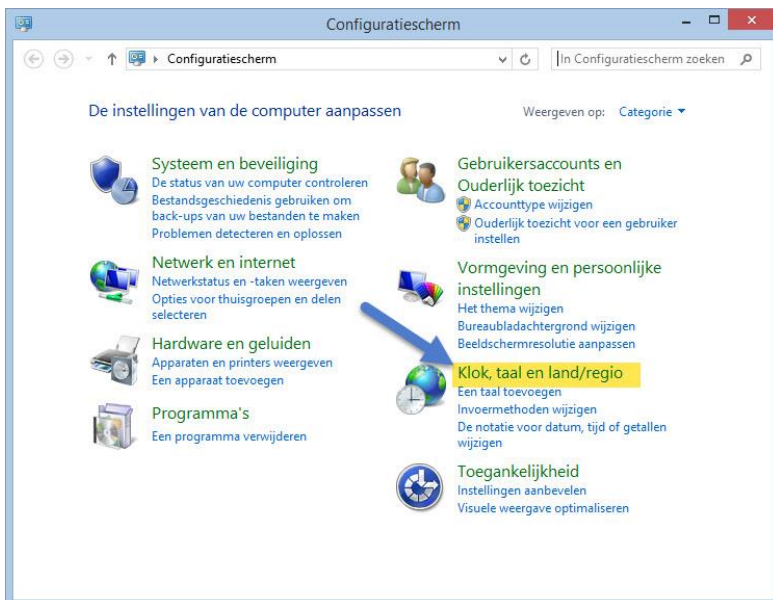 Configuratiescherm
Configuratiescherm
In Configuratiescherm zoeken
De instellingen van de computer aanpassen
Weergeven op: Categorie
Systeem en beveiliging
De status van uw computer controleren
Bestandsgeschiedenis gebruiken om
back-ups van uw bestanden te maken
Problemen detecteren en oplossen
Netwerk en internet
Netwerkstatus en -taken weergeven
Opties voor thuisgroepen en delen
selecteren
Hardware en geluiden
Apparaten en printers weergeven
Een apparaat toevoegen
Programma's
Een programma verwijderen
Gebruikersaccounts en
Ouderlijk toezicht
Accounttype wijzigen
Ouderlijk toezicht voor een gebruiker
instellen
Vormgeving en persoonlijke
instellingen
Het thema wijzigen
Bureaubladachtergrond wijzigen
Beeldschermresolutie aanpassen
Klok, taal en land/regio
Een taal toevoegen
Invoermethoden wijzigen
De notatie voor datum, tijd of getallen
wijzigen
Toegankelijkheid
Instellingen aanbevelen
Visuele weergave optimaliseren